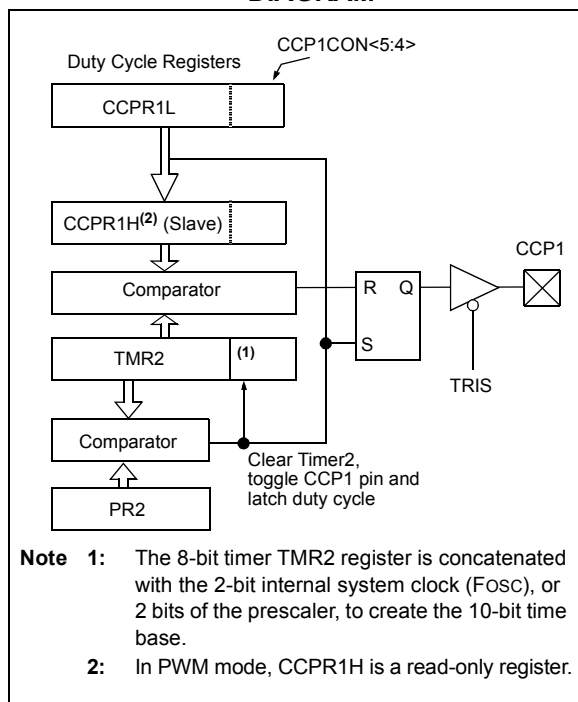 CCP1CON<5:4>
Duty Cycle Registers
CCPR1L
CCPR1H(2) (Slave)
CCP1
Comparator
R Q
TMR2
(1)
S
TRIS
Comparator
Clear Timer2,
toggle CCP1 pin and
latch duty cycle
PR2
Note 1: The 8-bit timer TMR2 register is concatenated
with the 2-bit internal system clock (FOSC), or
2 bits of the prescaler, to create the 10-bit time
base.
2: In PWM mode, CCPR1H is a read-only register.